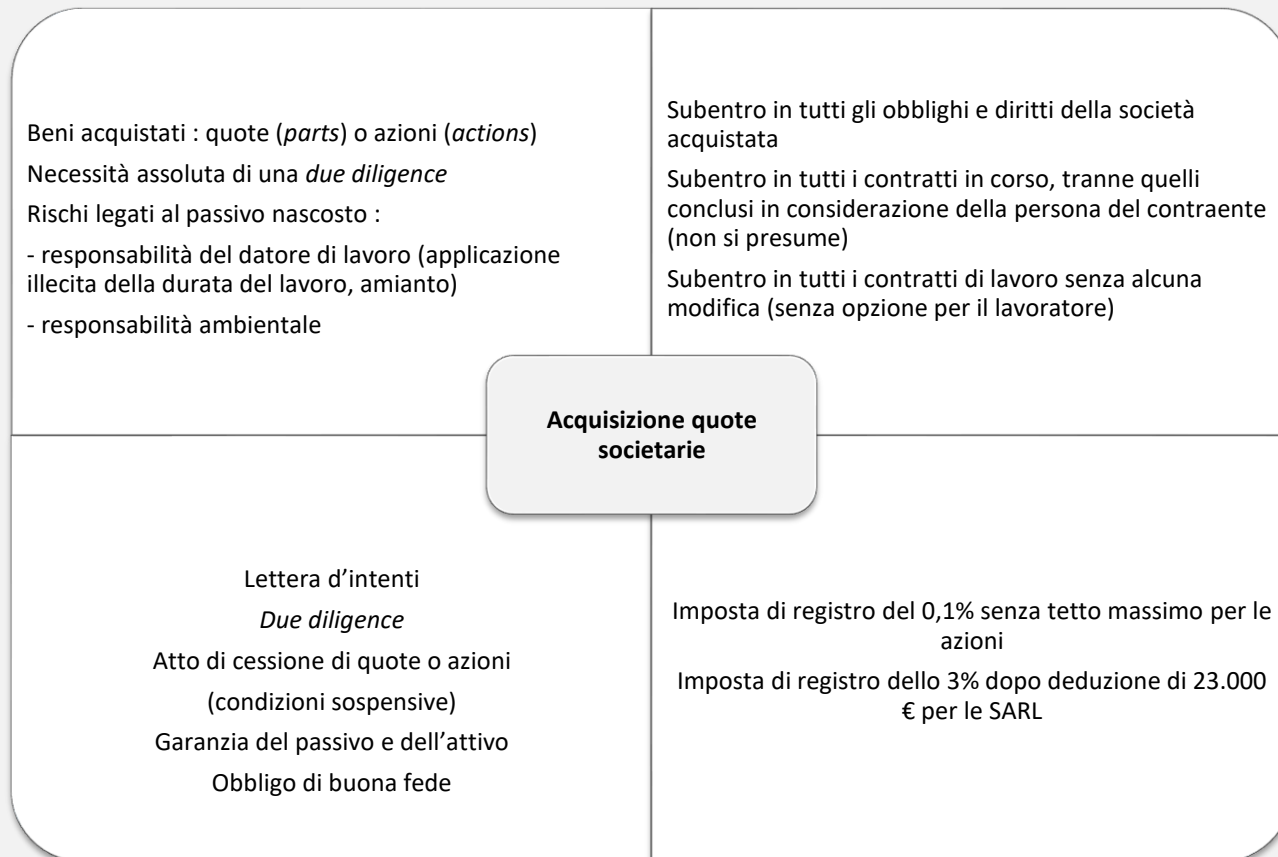 Beni acquistati : quote (parts) o azioni (actions)
Necessità assoluta di una due diligence
Rischi legati al passivo nascosto :
- responsabilità del datore di lavoro (applicazione
illecita della durata del lavoro, amianto)
- responsabilità ambientale
Subentro in tutti gli obblighi e diritti della società
acquistata
Subentro in tutti i contratti in corso, tranne quelli
conclusi in considerazione della persona del contraente
(non si presume)
Subentro in tutti i contratti di lavoro senza alcuna
modifica (senza opzione per il lavoratore)
Acquisizione quote
societarie
Lettera d’intenti
Due diligence
Atto di cessione di quote o azioni
(condizioni sospensive)
Garanzia del passivo e dell’attivo
Obbligo di buona fede
Imposta di registro del 0,1% senza tetto massimo per le
azioni
Imposta di registro dello 3% dopo deduzione di 23.000
€ per le SARL